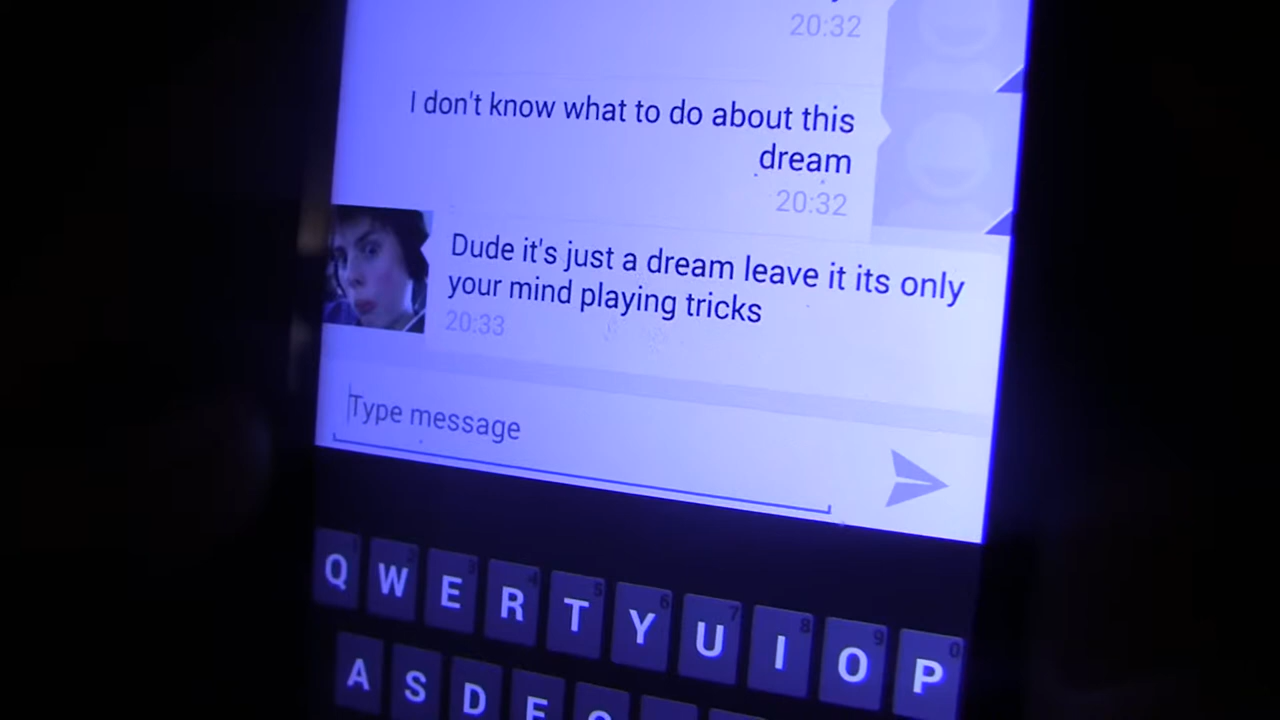 20:32
I don't know what to do about this
dream
20:32
Dude it's just a dream leave it its only
your mind playing tricks
20:33
Type message
Q W E R T Y U I O P
A S D